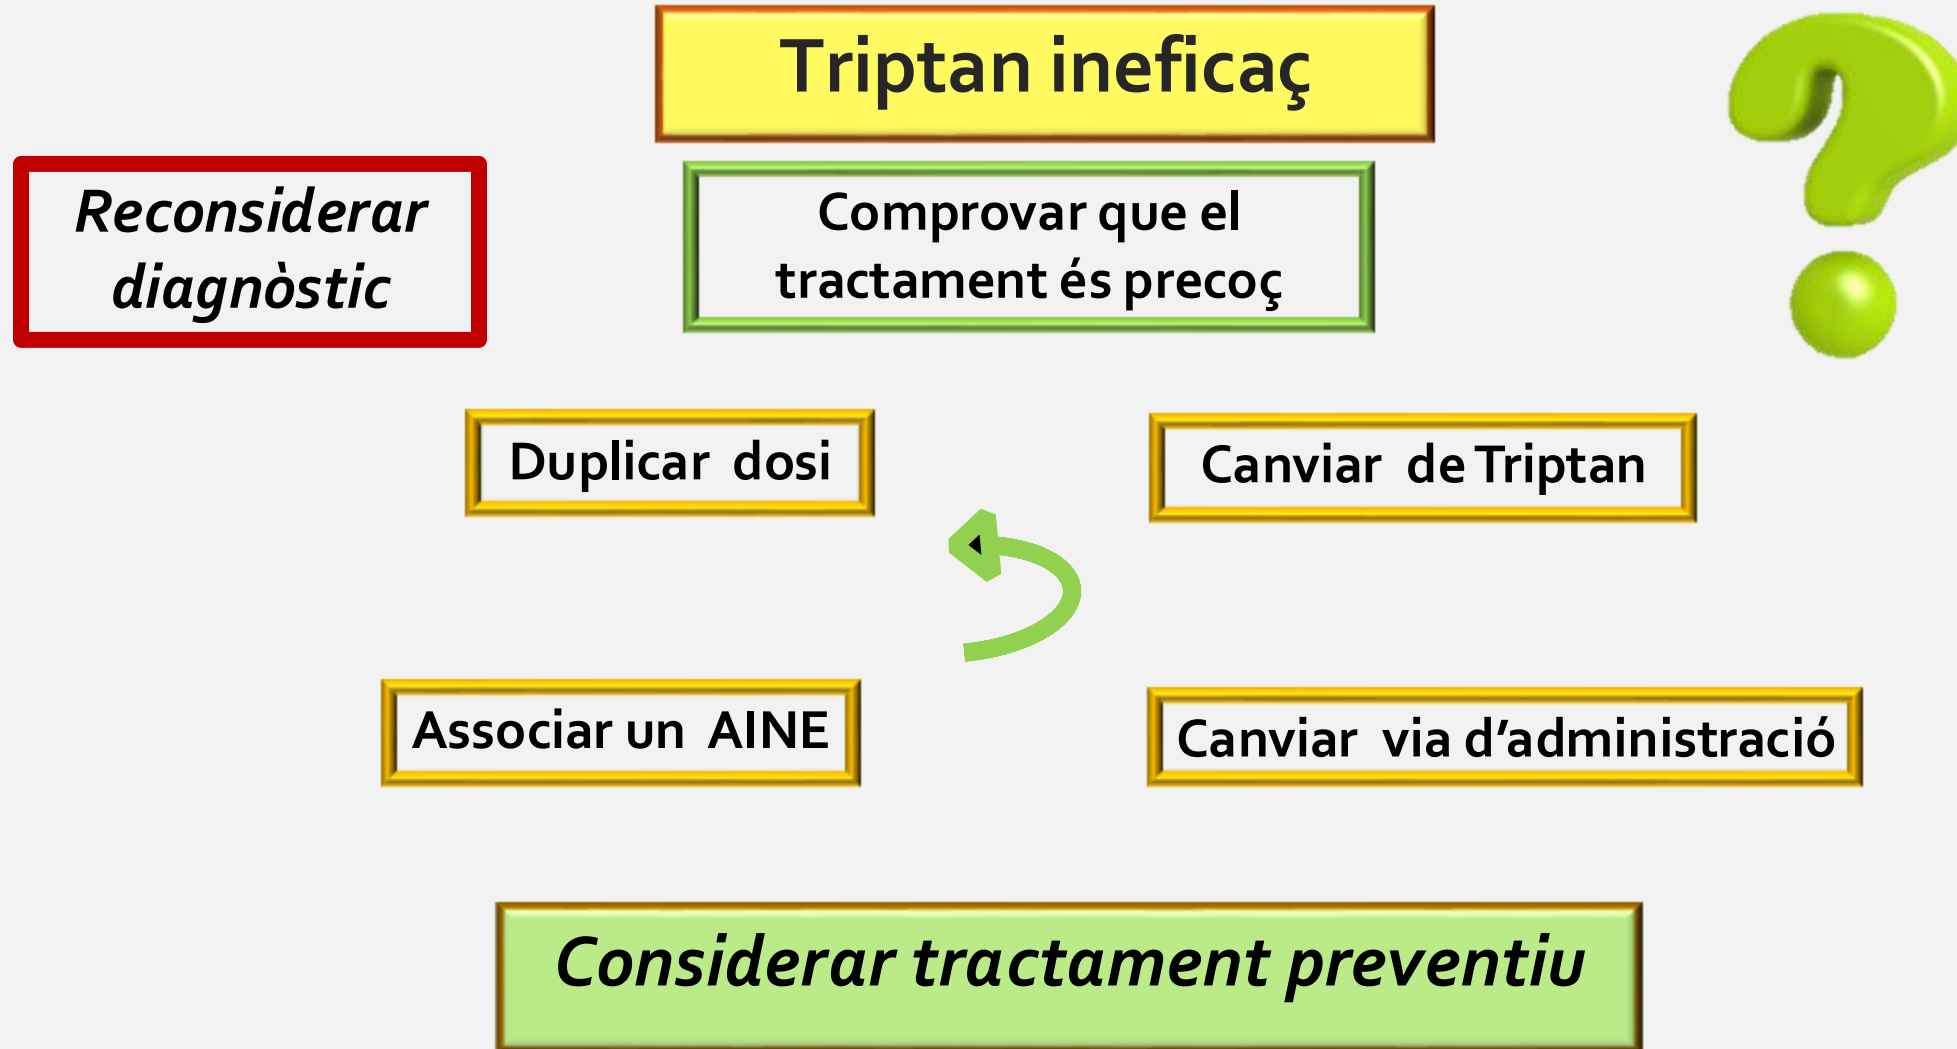 Triptan ineficaç
Reconsiderar
diagnòstic
Comprovar que el
tractament és precoç
Duplicar dosi
Canviar de Triptan
Associar un AINE
Canviar via d’administració
Considerar tractament preventiu
?